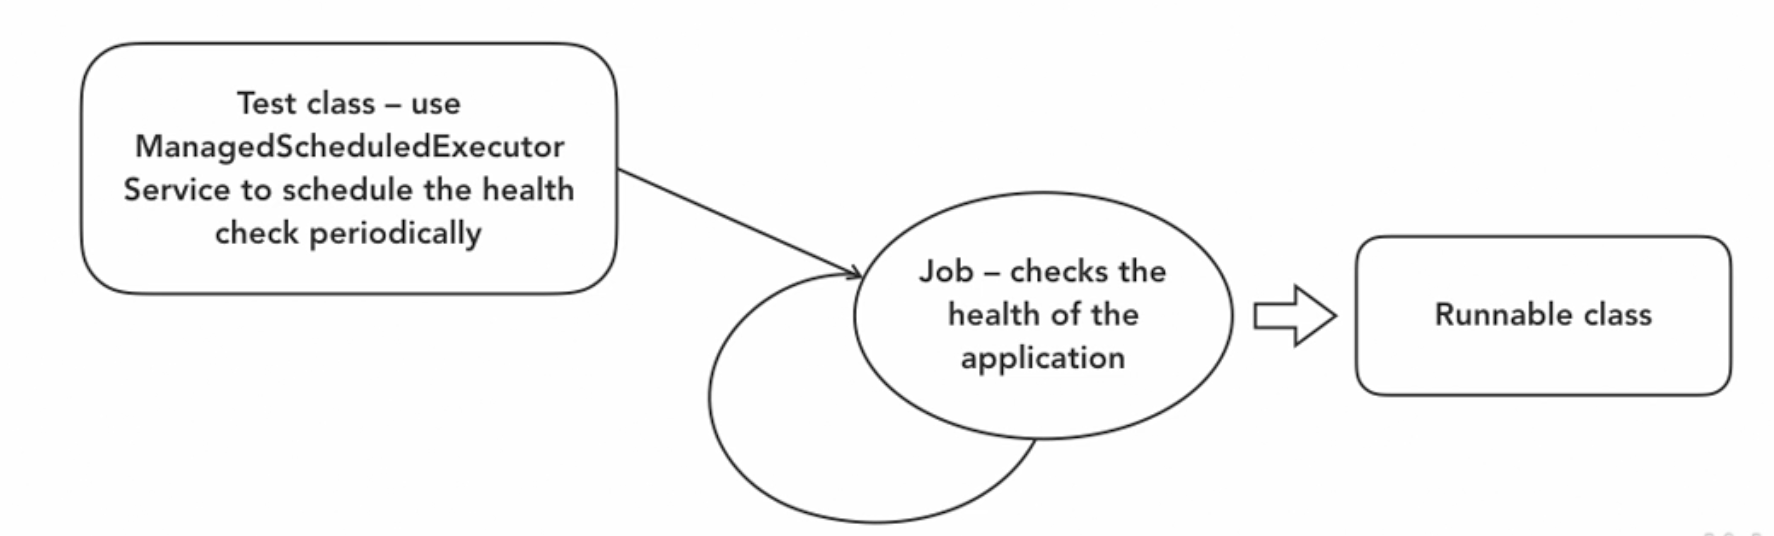 Test class – use
ManagedScheduledExecutor
Service to schedule the health
check periodically
Job – checks the
health of the
application
Runnable class